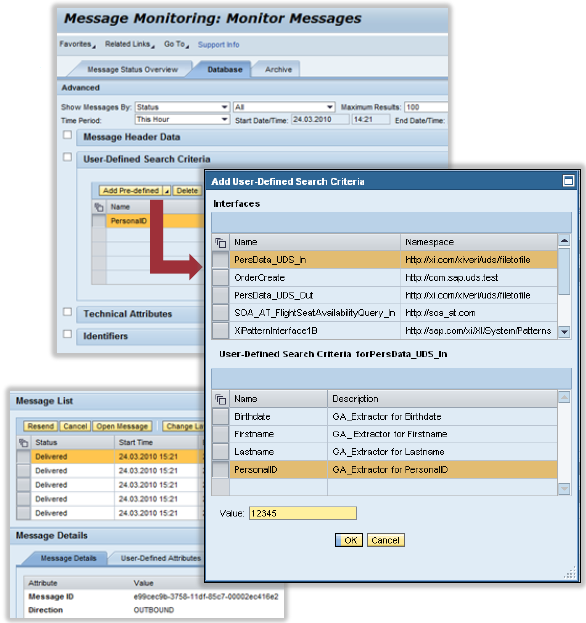 Message Monitoring: Monitor Messages
Favorites Related Links Go To Support Info
Message Status Overview Database Archive
Advanced
Show Messages By: Status All Maximum Results: 100
Time Period: This Hour Start Date/Time: 24.03.2010 14:21 End Date/Time:
Message Header Data
User-Defined Search Criteria
Add Pre-defined Delete
Name
PersonalID
Technical Attributes
Identifiers
Add User-Defined Search Criteria
Interfaces
Name Namespace
PersData_UDS_In http://xi.com/xiveri/uds/filetofile
OrderCreate http://com.sap.uds.test
PersData_UDS_Out http://xi.com/xiveri/uds/filetofile
SOA_AT_FlightSeatAvailabilityQuery_In http://soa_at.com
XiPatternInterface1B http://sap.com/xi/XI/System/Patterns
User-Defined Search Criteria forPersData_UDS_In
Name Description
Birthdate GA_Extractor for Birthdate
Firstname GA_ Extractor for Firstname
Lastname GA_Extractor for Lastname
PersonalID GA_Extractor for PersonalID
Value: 12345
OK Cancel
Message List
Resend Cancel Open Message Change La
Status Start Time
Delivered 24.03.2010 15:21
Delivered 24.03.2010 15:21
Delivered 24.03.2010 15:21
Delivered 24.03.2010 15:21
Delivered 24.03.2010 15:21
Message Details
Message Details User-Defined Attributes
Attribute Value
Message ID e99cec9b-3758-11df-85c7-00002ec416e2
Direction OUTBOUND